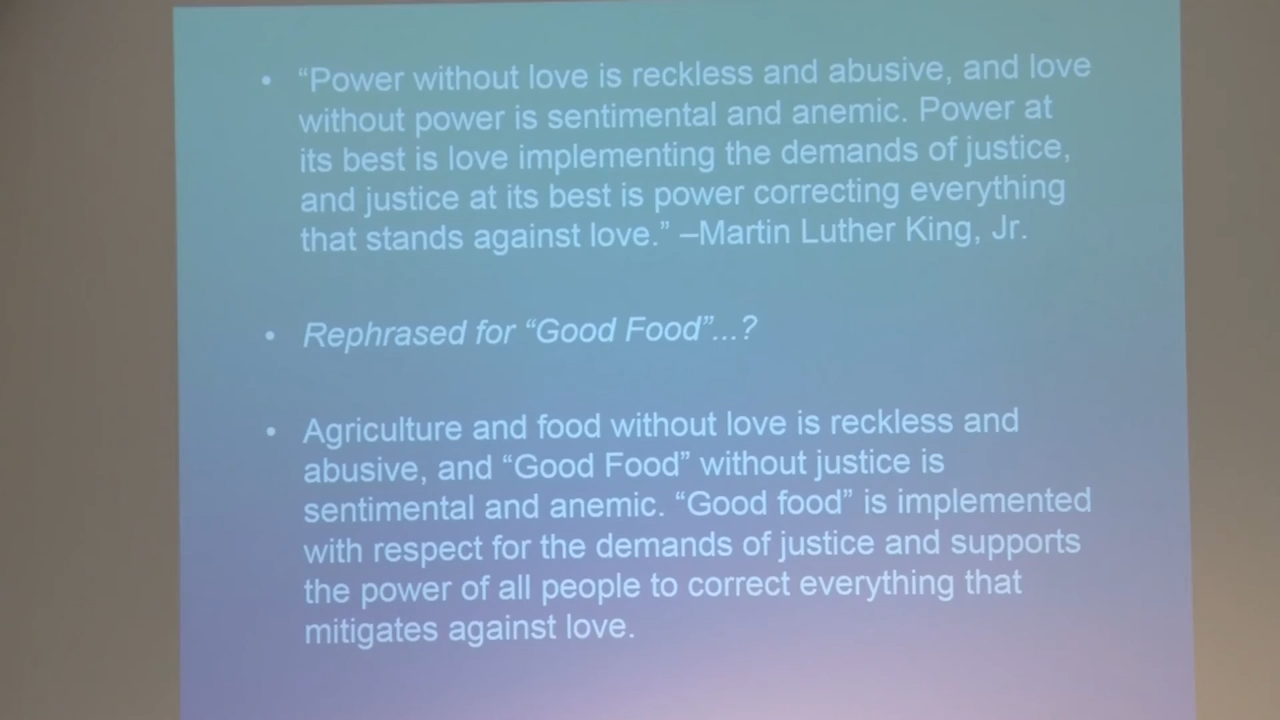 • “Power without love is reckless and abusive, and love
without power is sentimental and anemic. Power at
its best is love implementing the demands of justice,
and justice at its best is power correcting everything
that stands against love.” –Martin Luther King, Jr.
• Rephrased for “Good Food”...?
• Agriculture and food without love is reckless and
abusive, and “Good Food” without justice is
sentimental and anemic. “Good food” is implemented
with respect for the demands of justice and supports
the power of all people to correct everything that
mitigates against love.